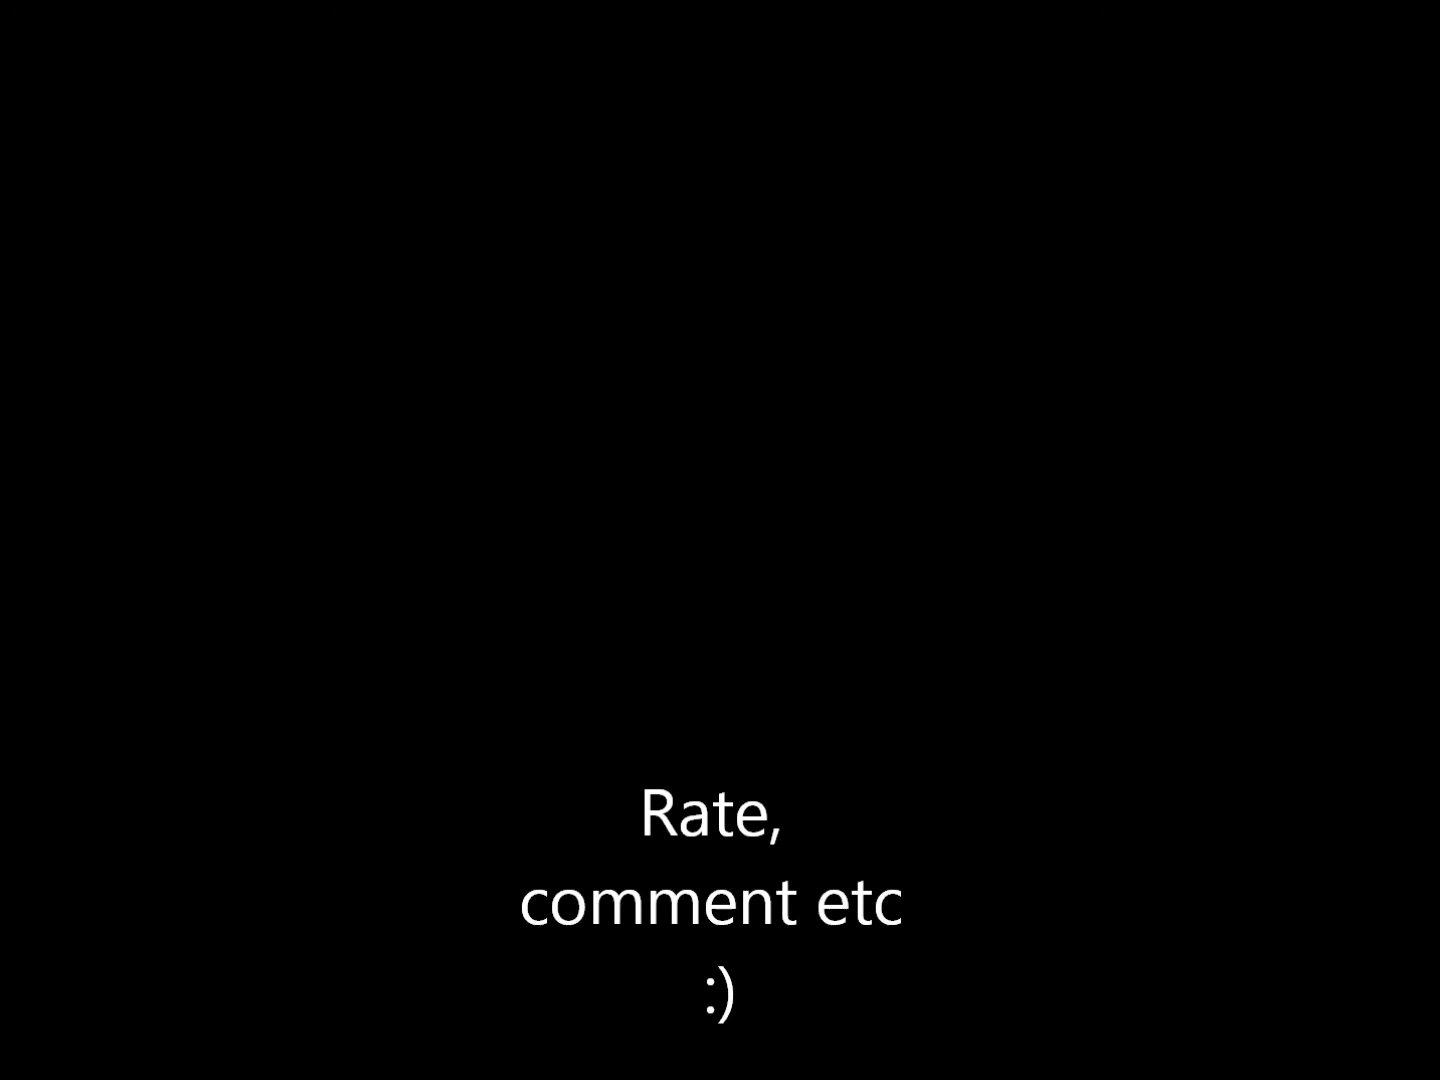 Rate,
comment etc
:)